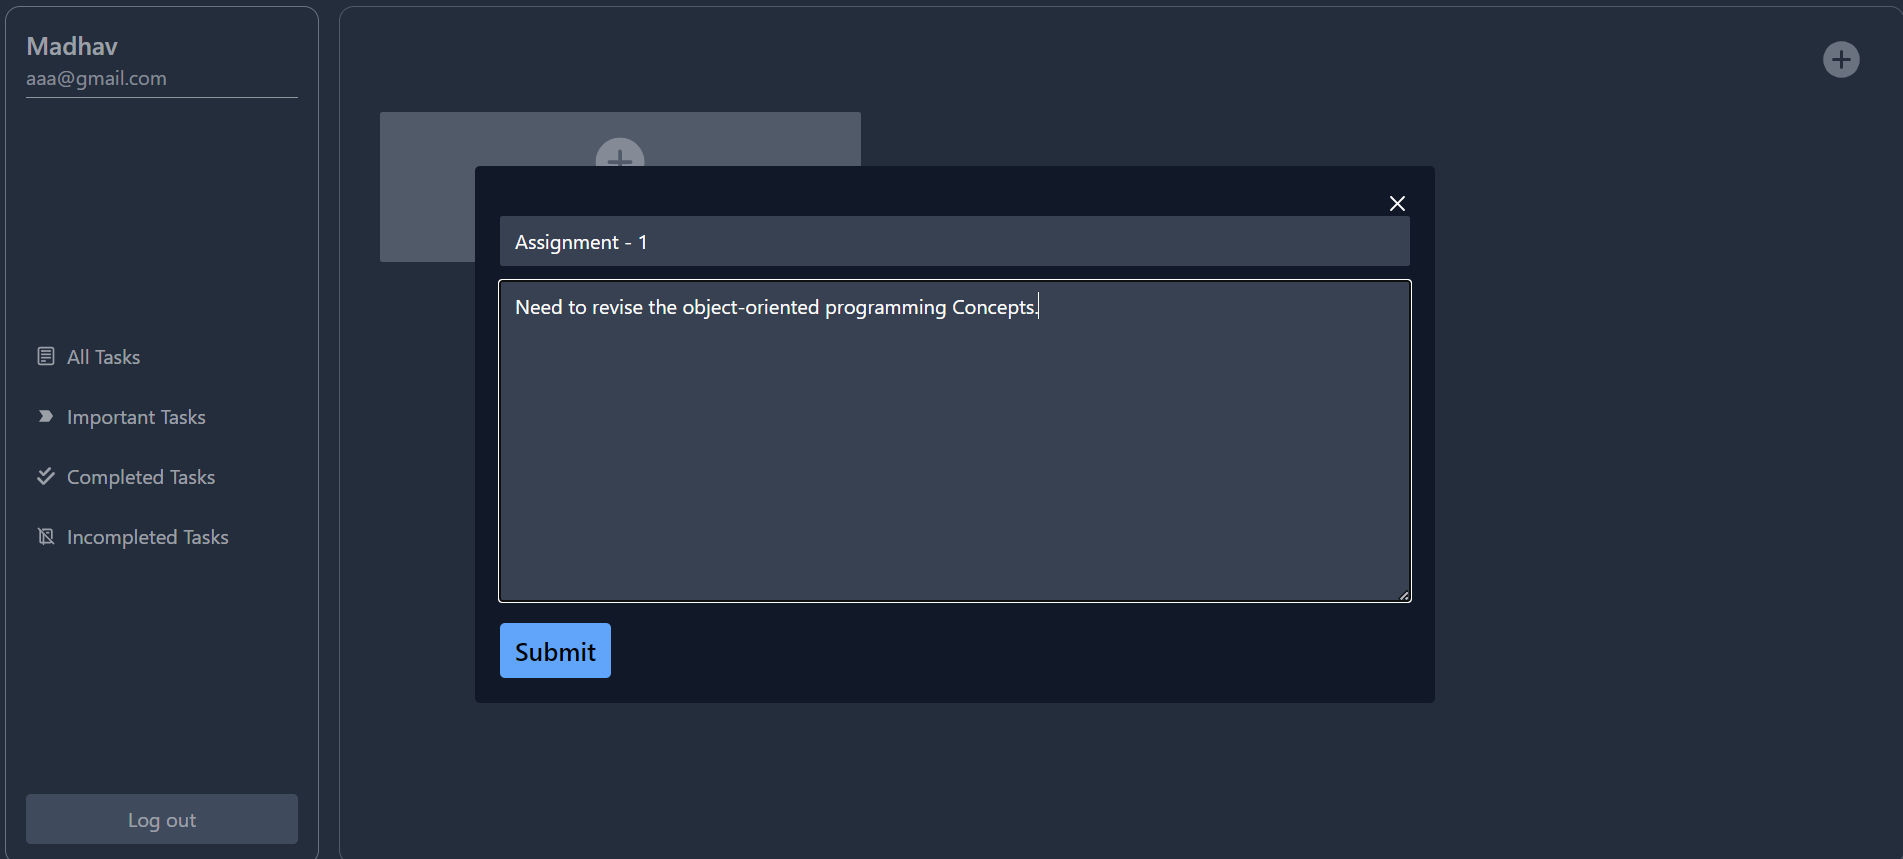 Madhav
aaa@gmail.com
All Tasks
Important Tasks
Completed Tasks
Incompleted Tasks
Log out
Assignment - 1
Need to revise the object-oriented programming Concepts.
Submit